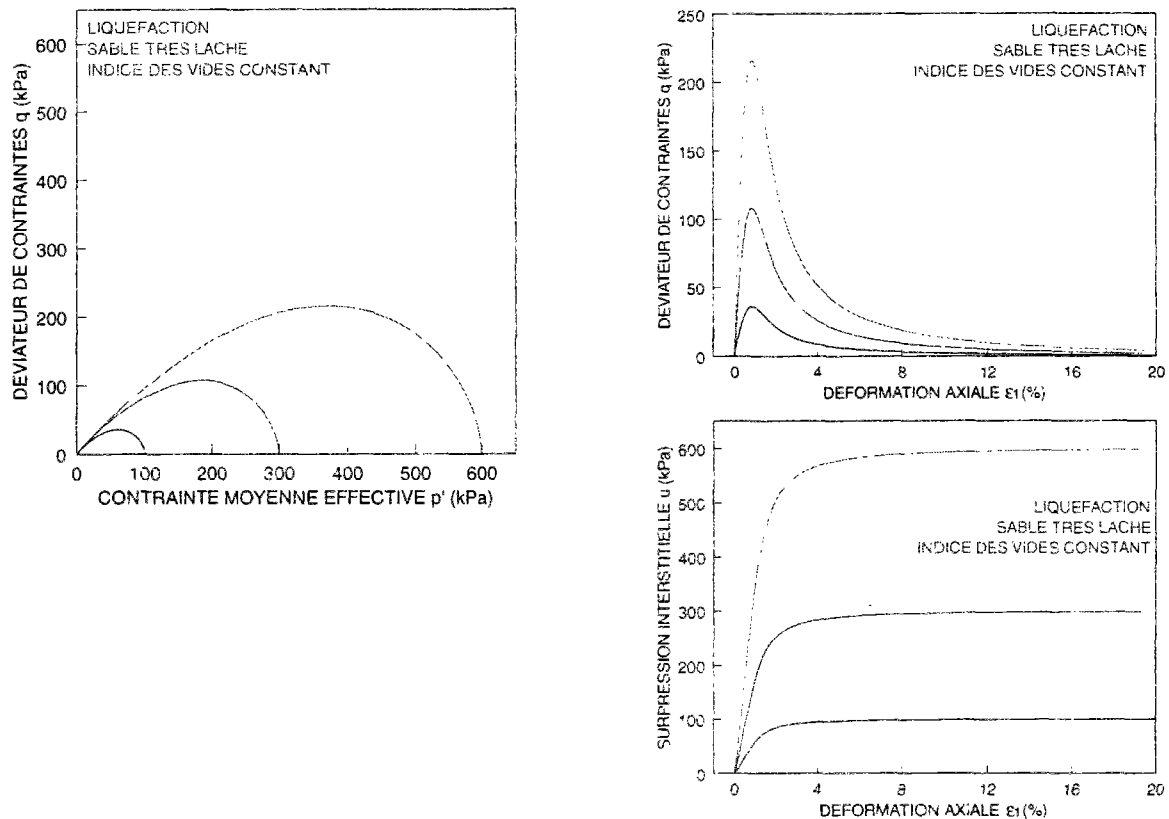 LIQUEFACTION
SABLE TRES LACHE
INDICE DES VIDES CONSTANT
DEVIATEUR DE CONTRAINTES q (kPa)
600
500
400
300
200
100
0
0 100 200 300 400 500 600
CONTRAINTE MOYENNE EFFECTIVE p' (kPa)
LIQUEFACTION
SABLE TRES LACHE
INDICE DES VIDES CONSTANT
DEVIATEUR DE CONTRAINTES q (kPa)
250
200
150
100
50
0
0 4 8 12 16 20
DEFORMATION AXIALE ε1(%)
LIQUEFACTION
SABLE TRES LACHE
INDICE DES VIDES CONSTANT
SURPRESSION INTERSTITIELLE u (kPa)
600
500
400
300
200
100
0
0 4 8 12 16 20
DEFORMATION AXIALE ε1(%)